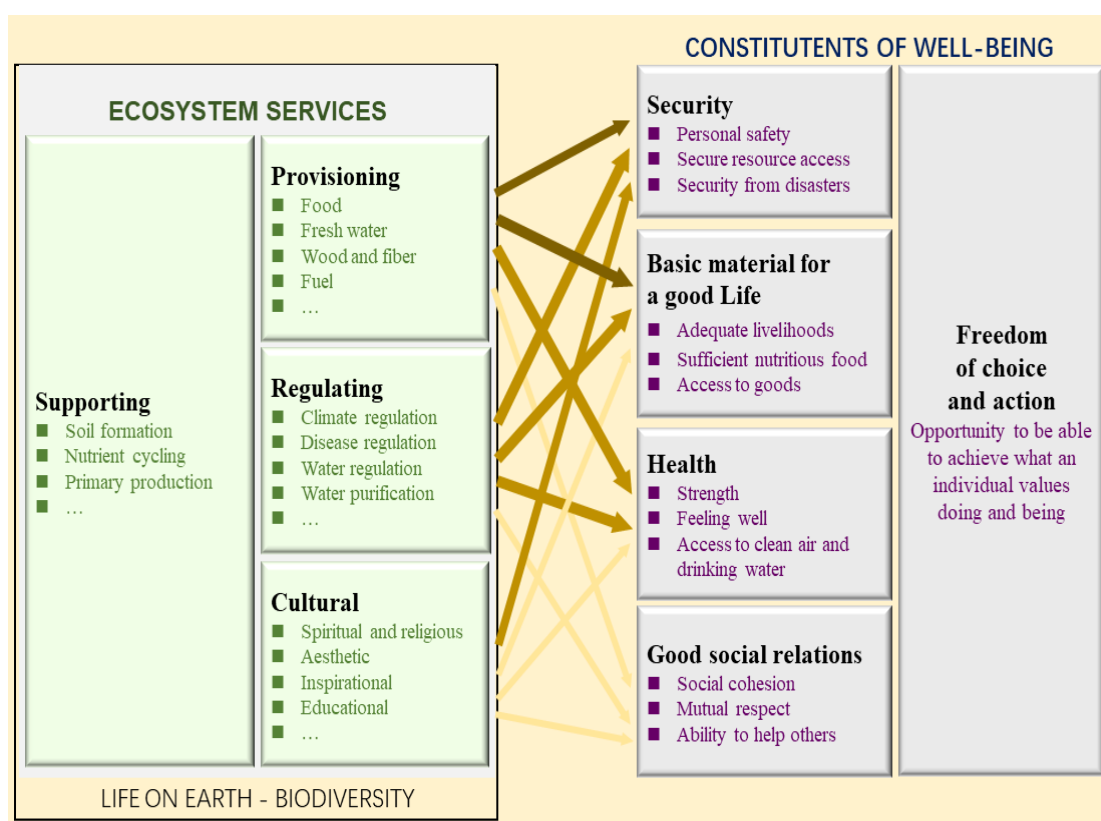 CONSTITUTENTS OF WELL-BEING
ECOSYSTEM SERVICES
Supporting
Soil formation
Nutrient cycling
Primary production
…
Provisioning
Food
Fresh water
Wood and fiber
Fuel
…
Regulating
Climate regulation
Disease regulation
Water regulation
Water purification
…
Cultural
Spiritual and religious
Aesthetic
Inspirational
Educational
…
LIFE ON EARTH - BIODIVERSITY
Security
Personal safety
Secure resource access
Security from disasters
Basic material for
a good Life
Adequate livelihoods
Sufficient nutritious food
Access to goods
Health
Strength
Feeling well
Access to clean air and
drinking water
Good social relations
Social cohesion
Mutual respect
Ability to help others
Freedom
of choice
and action
Opportunity to be able
to achieve what an
individual values
doing and being